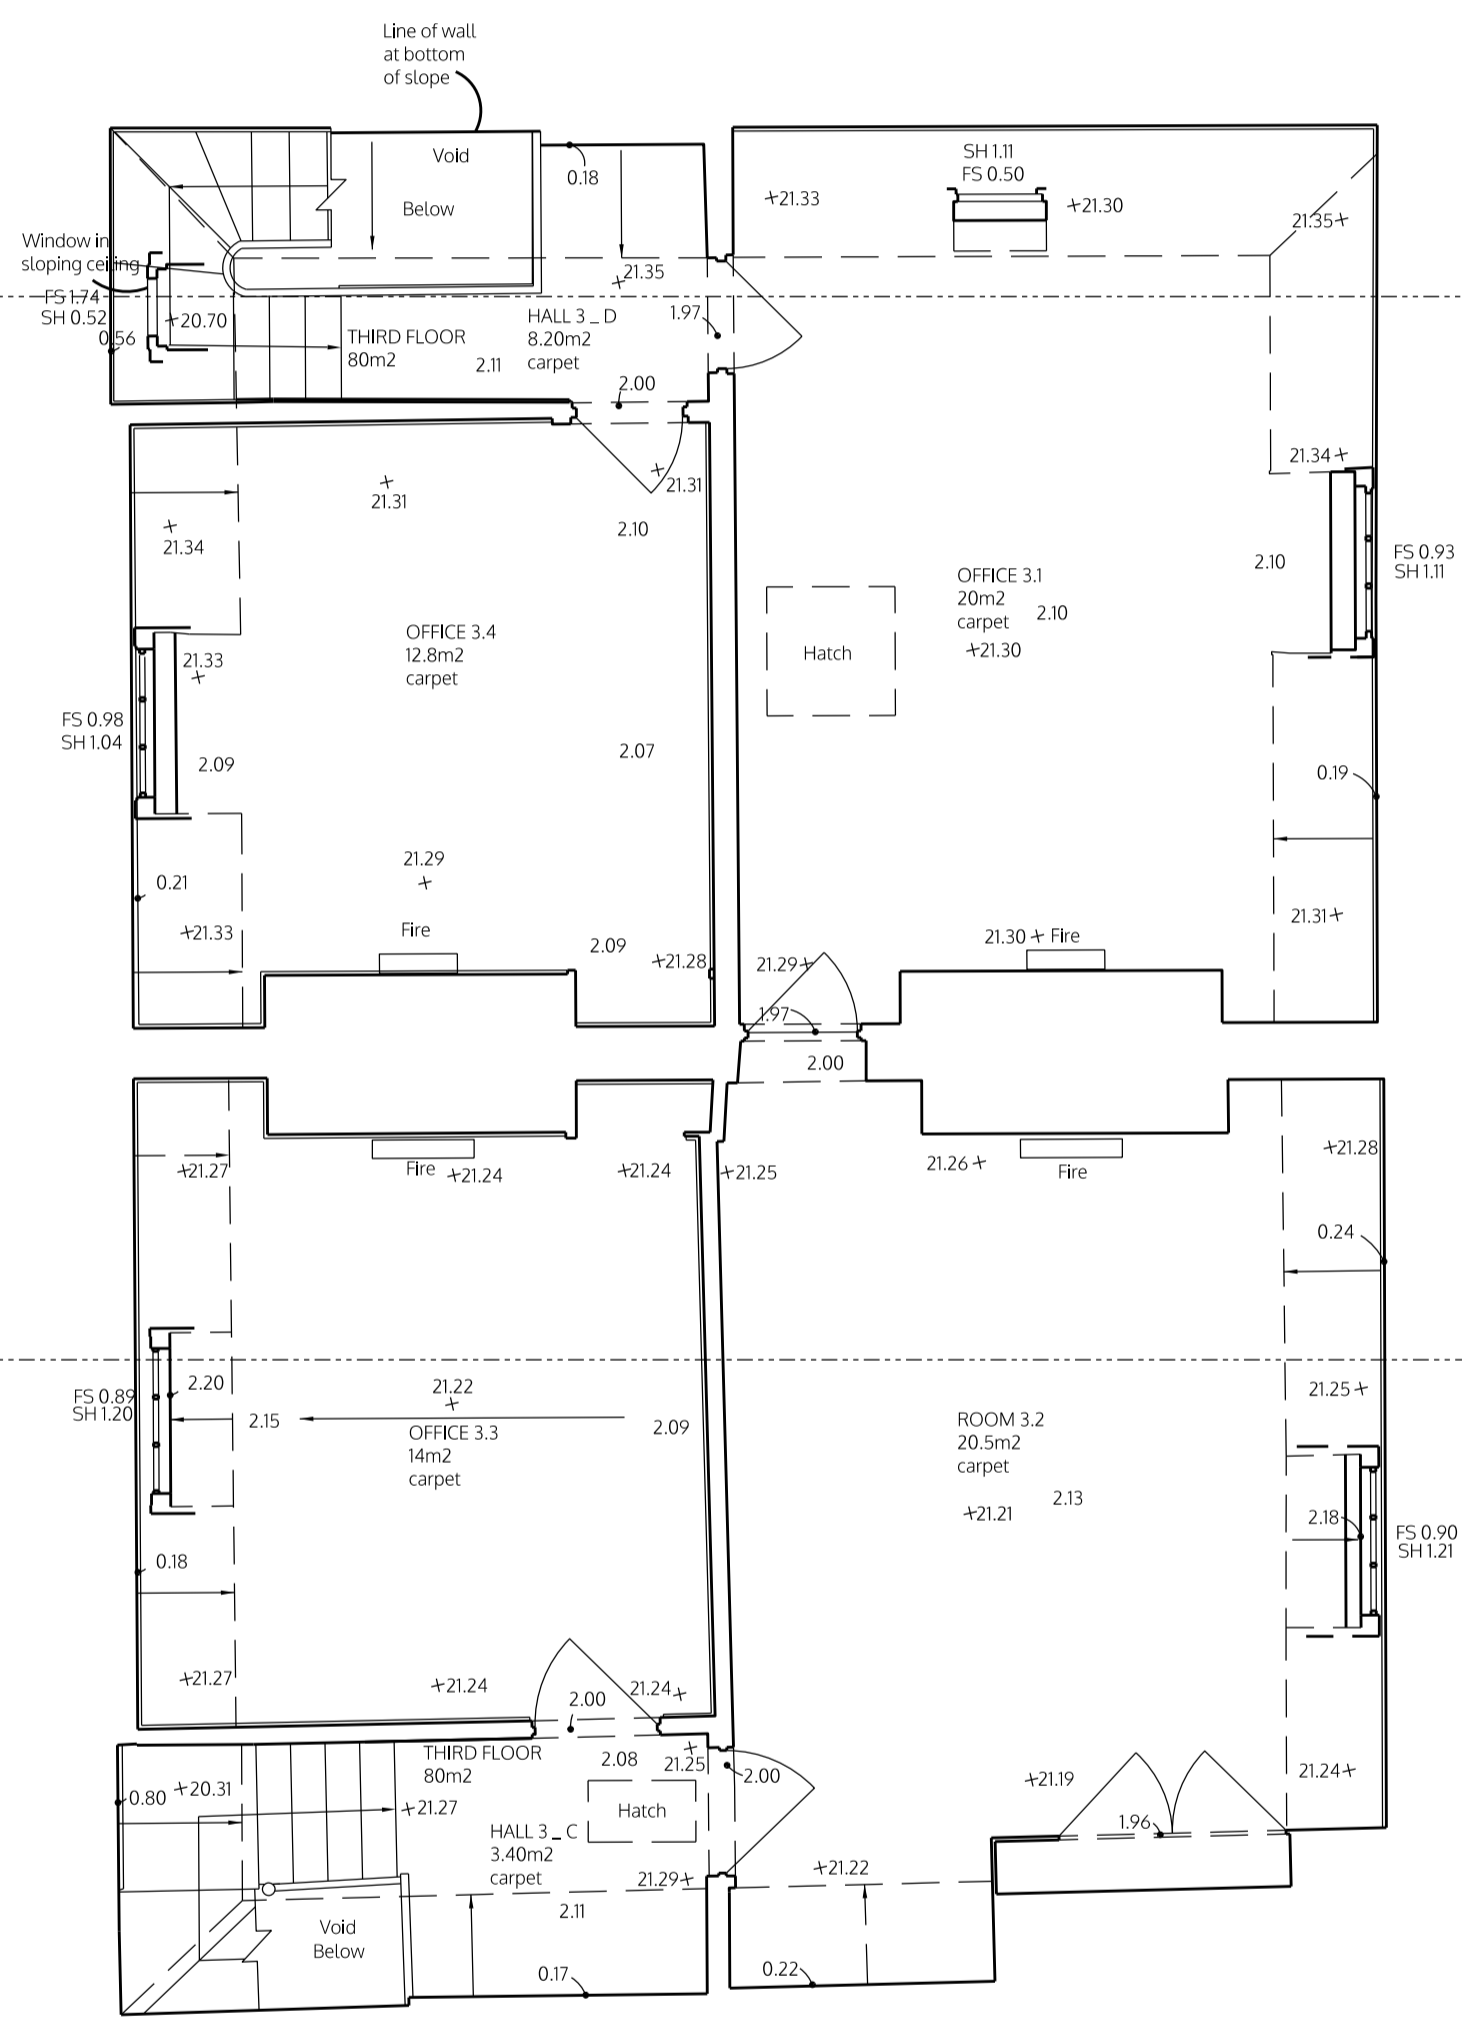 Line of wall
at bottom
of slope
Void
Below
0.18
SH 1.11
FS 0.50
+21.33
+21.30
21.35+
Window in
sloping ceiling
FS 1.74
SH 0.52
0.56
+20.70
21.35
+
THIRD FLOOR
80m2
2.11
HALL 3_D
8.20m2
carpet
1.97
2.00
+
21.31
+
21.31
2.10
+
21.34
21.34+
2.10
FS 0.93
SH 1.11
OFFICE 3.1
20m2
carpet
2.10
+21.30
Hatch
OFFICE 3.4
12.8m2
carpet
21.33
+
FS 0.98
SH 1.04
2.09
2.07
0.19
21.29
+
0.21
+21.33
Fire
2.09
+21.28
21.31+
21.30+ Fire
21.29+
1.97
2.00
+21.27
Fire
+21.24
+21.24
+21.25
21.26+
Fire
+21.28
0.24
FS 0.89
SH 1.20
2.20
2.15
21.22
+
OFFICE 3.3
14m2
carpet
2.09
21.25+
ROOM 3.2
20.5m2
carpet
+21.21
2.13
2.18
FS 0.90
SH 1.21
0.18
+21.27
+21.24
21.24+
2.00
THIRD FLOOR
80m2
2.08
+
21.25
2.00
0.80
+20.31
+21.27
Hatch
HALL 3_C
3.40m2
carpet
21.29+
2.11
Void
Below
0.17
0.22
+21.22
+21.19
1.96
21.24+